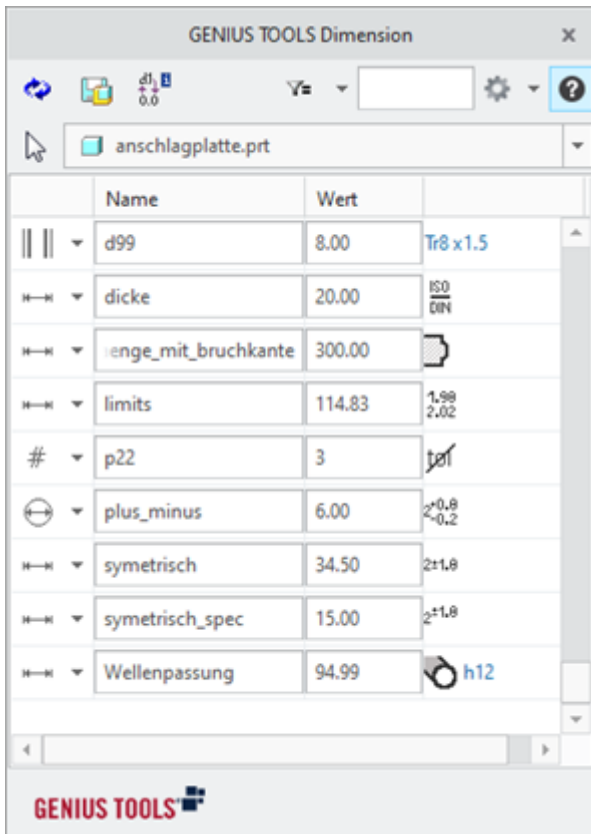 GENIUS TOOLS Dimension
anschlagplatte.prt
Name Wert
d99 8.00 Tr8 x1.5
dicke 20.00 ISO DIN
enge_mit_bruchkante 300.00
limits 114.83 1.98 2.02
# p22 3 tol
plus_minus 6.00 2+0.8 -0.2
symetrisch 34.50 2±1.8
symetrisch_spec 15.00 2±1.8
Wellenpassung 94.99 h12
GENIUS TOOLS